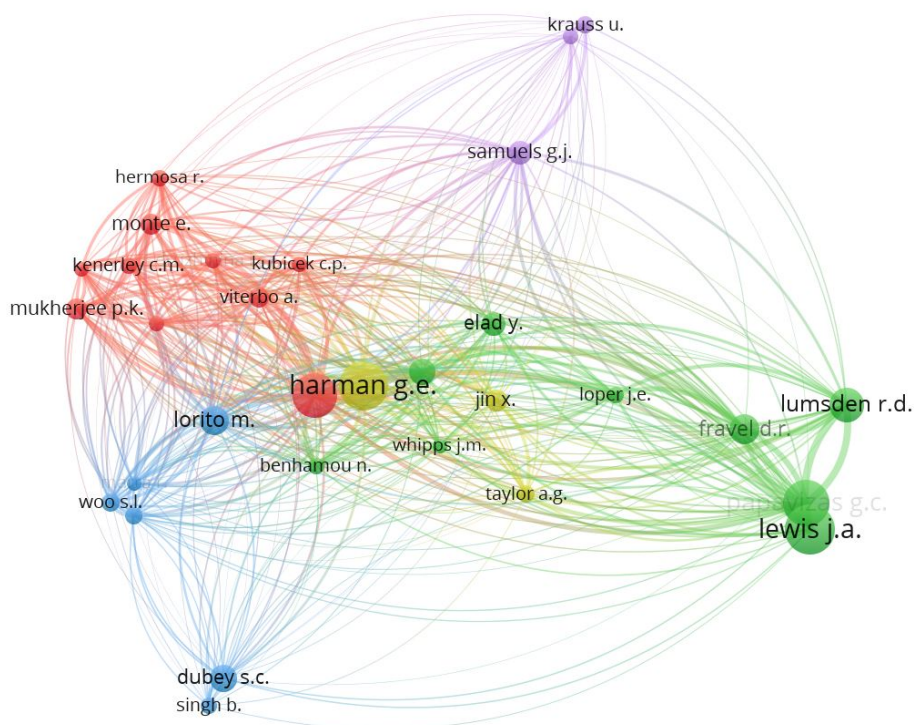 krauss u.
samuels g.j.
hermosa r.
monte e.
kenerley c.m.
kubicek c.p.
viterbo a.
mukherjee p.k.
elad y.
harman g.e.
jin x.
loper j.e.
lumsden r.d.
lorito m.
fravel d.r.
whipps j.m.
benhamou n.
taylor a.g.
woo s.l.
papavizas g.c.
lewis j.a.
dubey s.c.
singh b.